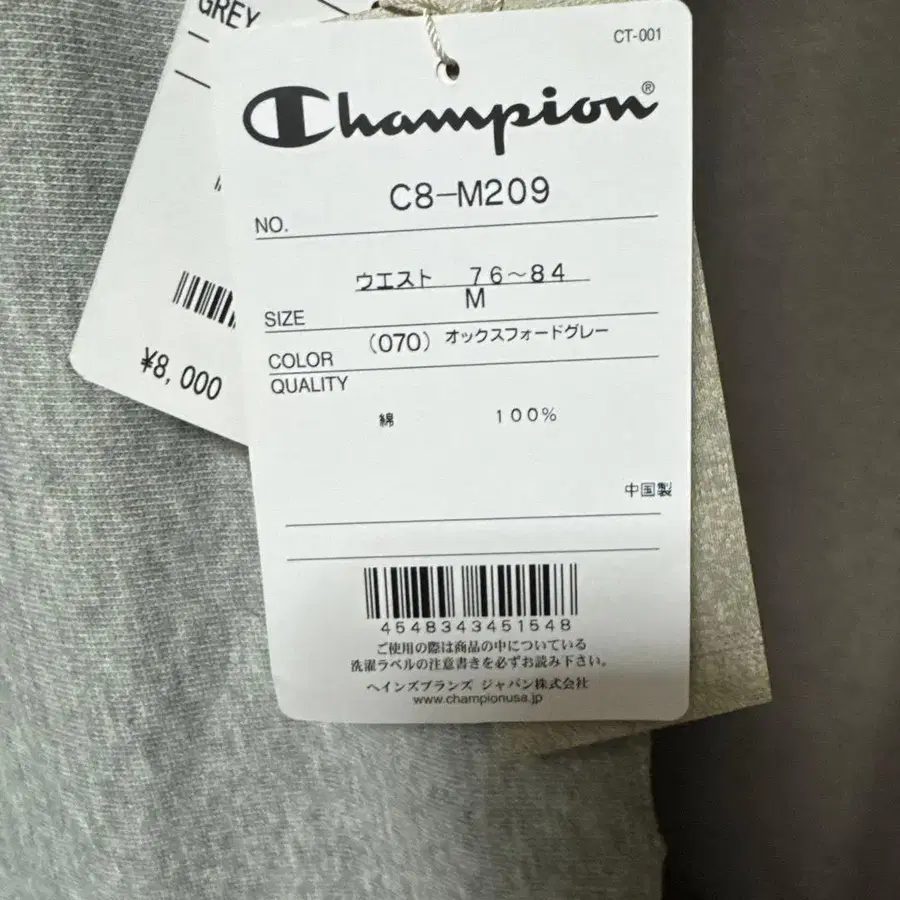 GREY
¥8,000
CT-001
Champion®
NO. C8-M209
ウエスト 76~84
SIZE M
COLOR (070) オックスフォードグレー
QUALITY
綿 100%
中国製
4548343451548
ご使用の際は商品の中についている
洗濯ラベルの注意書きを必ずお読み下さい。
ヘインズブランズ ジャパン株式会社
www.championusa.jp